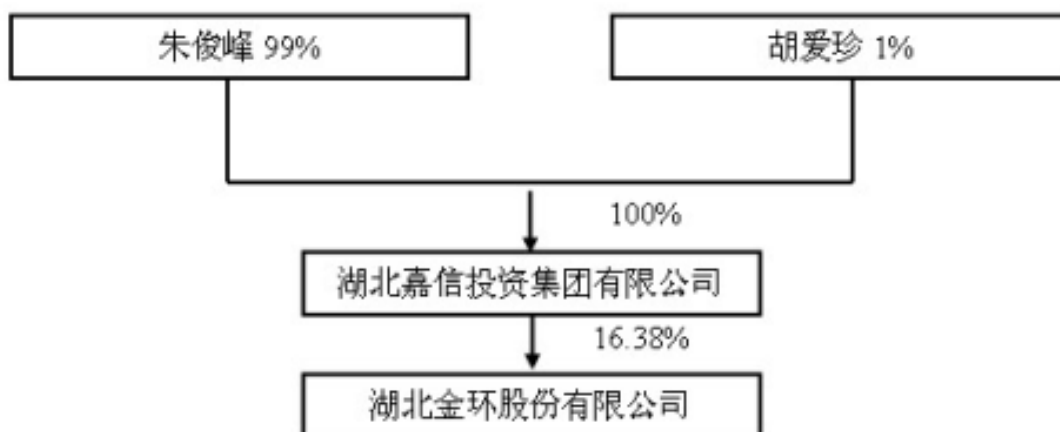 朱俊峰 99%
胡爱珍 1%
100%
湖北嘉信投资集团有限公司
16.38%
湖北金环股份有限公司